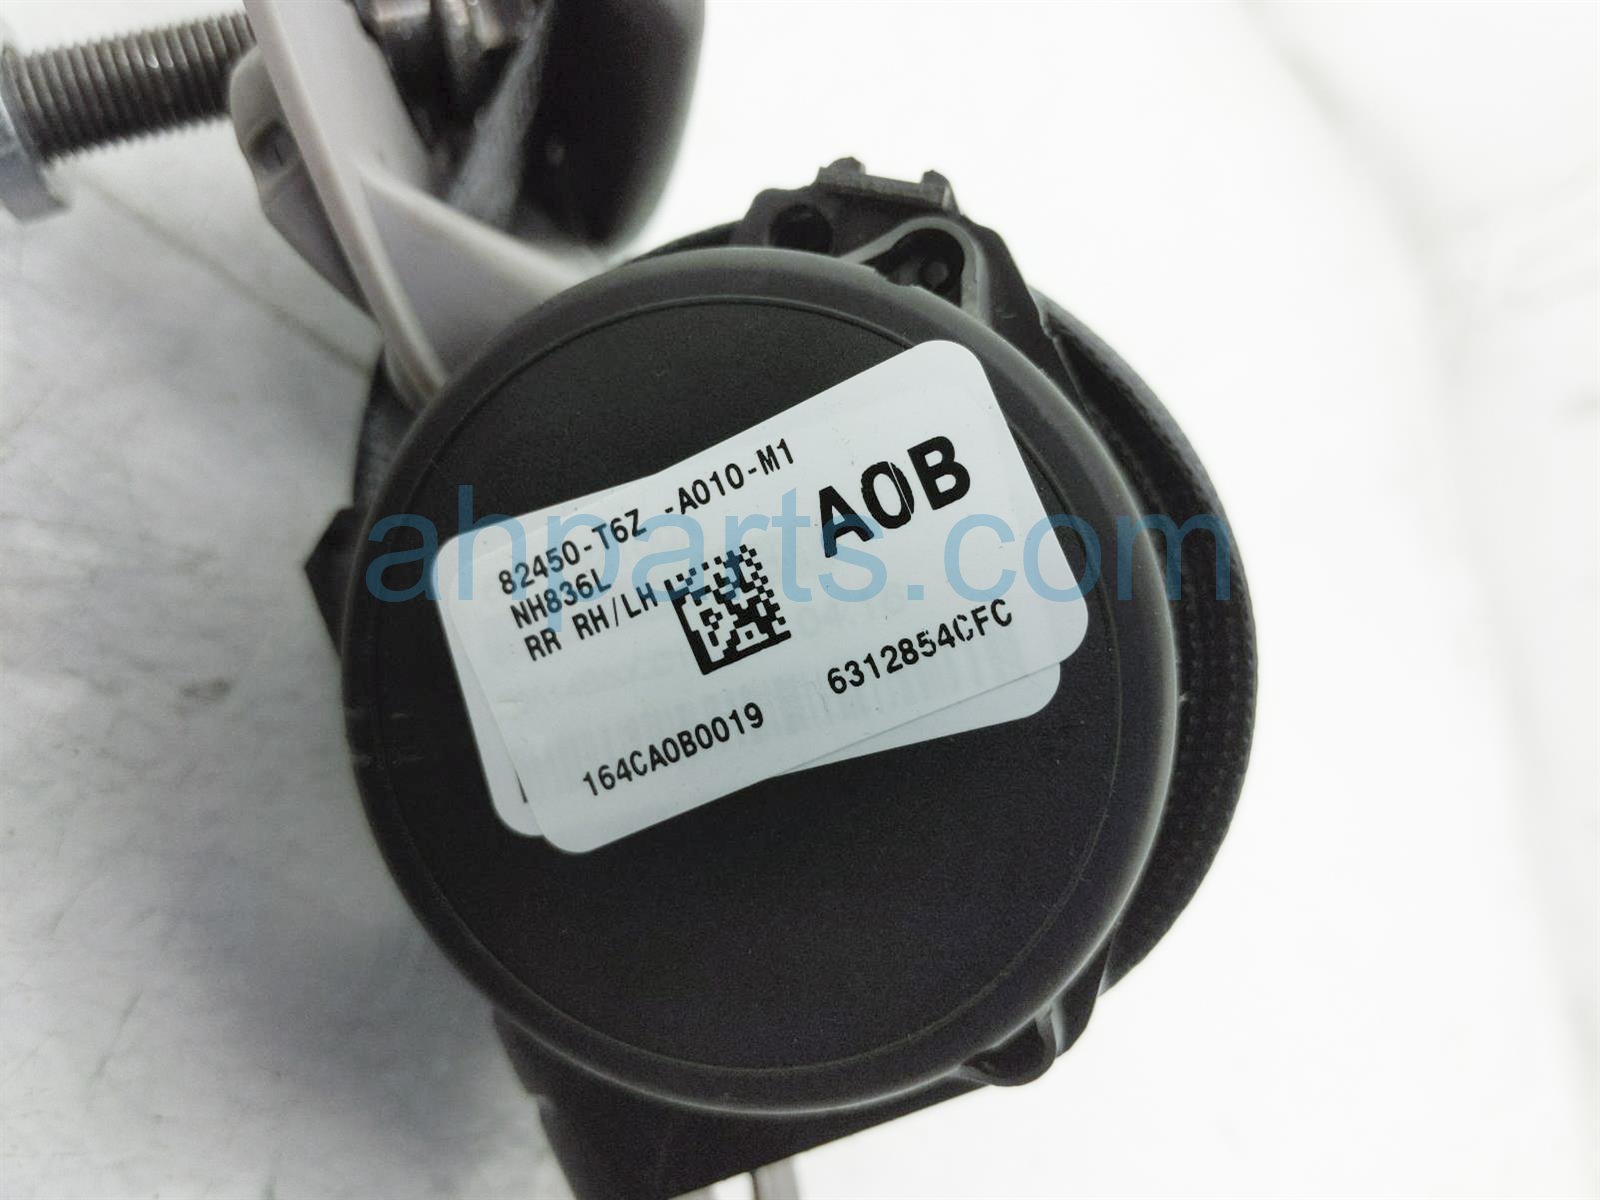 82450-T6Z -A010-M1
NH836L
RR RH/LH
A0B
164CA0B0019 6312854CFC
ahparts.com